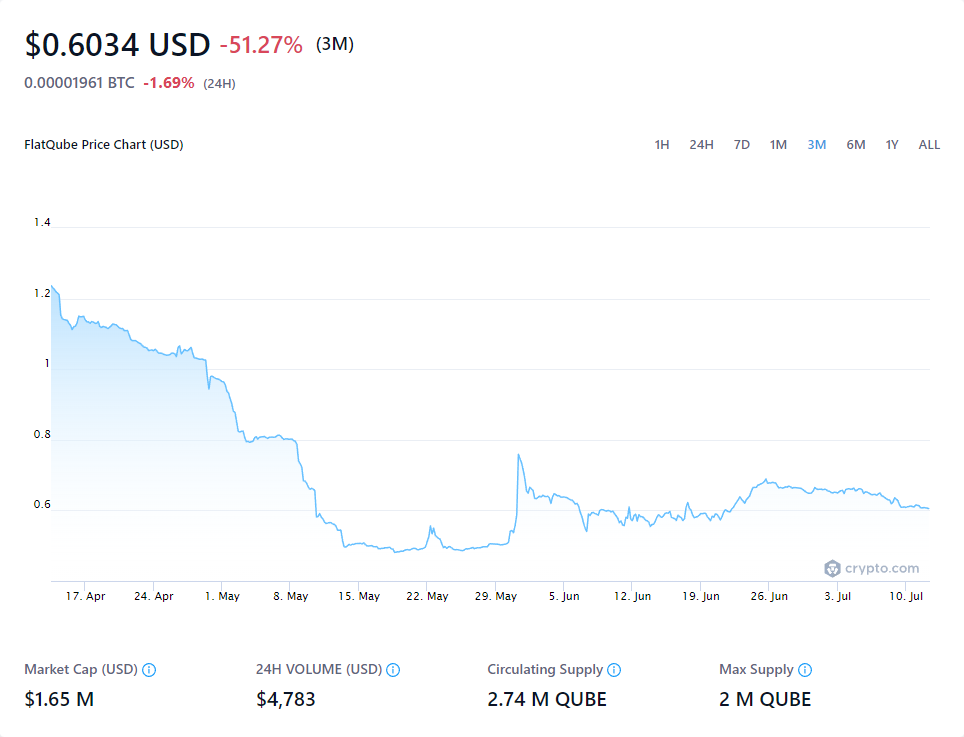 $0.6034 USD -51.27% (3M)
0.00001961 BTC -1.69% (24H)
FlatQube Price Chart (USD) 1H 24H 7D 1M 3M 6M 1Y ALL
1.4
1.2
1
0.8
0.6
crypto.com
17. Apr 24. Apr 1. May 8. May 15. May 22. May 29. May 5. Jun 12. Jun 19. Jun 26. Jun 3. Jul 10. Jul
Market Cap (USD) 24H VOLUME (USD) Circulating Supply Max Supply
$1.65 M $4,783 2.74 M QUBE 2 M QUBE